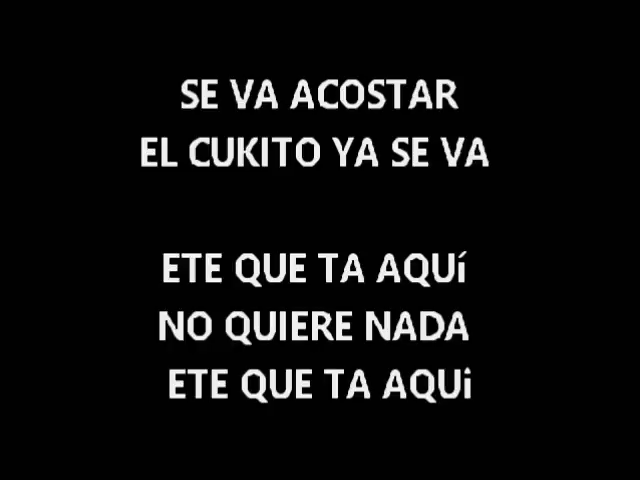 SE VA ACOSTAR
EL CUKITO YA SE VA
ETE QUE TA AQUí
NO QUIERE NADA
ETE QUE TA AQUi